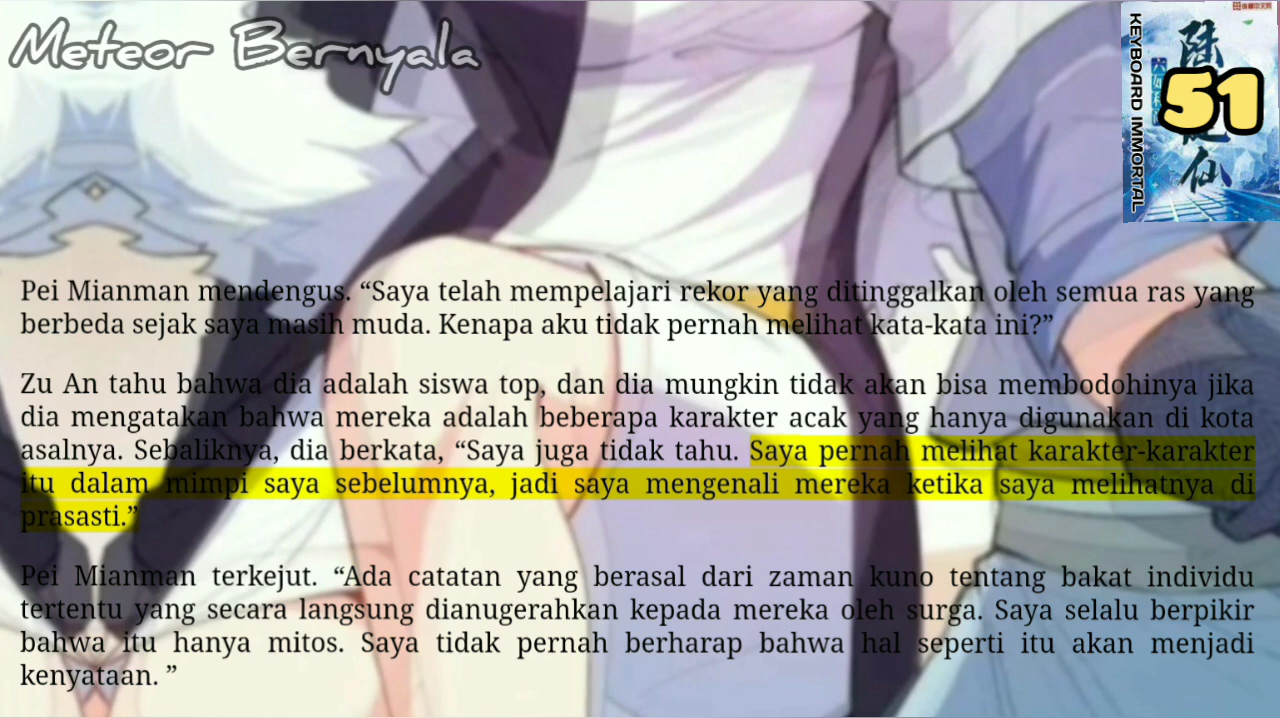 Meteor Bernyala
KEYBOARD IMMORTAL
51
Pei Mianman mendengus. “Saya telah mempelajari rekor yang ditinggalkan oleh semua ras yang
berbeda sejak saya masih muda. Kenapa aku tidak pernah melihat kata-kata ini?”
Zu An tahu bahwa dia adalah siswa top, dan dia mungkin tidak akan bisa membodohinya jika
dia mengatakan bahwa mereka adalah beberapa karakter acak yang hanya digunakan di kota
asalnya. Sebaliknya, dia berkata, “Saya juga tidak tahu. Saya pernah melihat karakter-karakter
itu dalam mimpi saya sebelumnya, jadi saya mengenali mereka ketika saya melihatnya di
prasasti.”
Pei Mianman terkejut. “Ada catatan yang berasal dari zaman kuno tentang bakat individu
tertentu yang secara langsung dianugerahkan kepada mereka oleh surga. Saya selalu berpikir
bahwa itu hanya mitos. Saya tidak pernah berharap bahwa hal seperti itu akan menjadi
kenyataan. ”